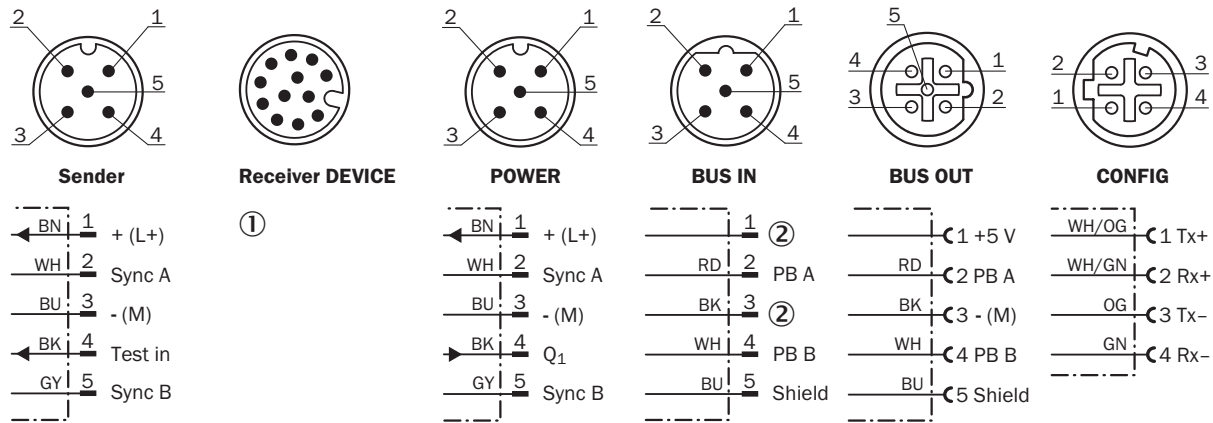 2 1 2 1 2 1 5
5 5 5 4 1 2 3
3 4 3 4 3 4 3 2 1 4
Sender Receiver DEVICE POWER BUS IN BUS OUT CONFIG
BN 1 + (L+) ① BN 1 + (L+) 1 ② 1 +5 V WH/OG 1 Tx+
WH 2 Sync A WH 2 Sync A RD 2 PB A RD 2 PB A WH/GN 2 Rx+
BU 3 - (M) BU 3 - (M) BK 3 ② BK 3 - (M) OG 3 Tx–
BK 4 Test in BK 4 Q₁ WH 4 PB B WH 4 PB B GN 4 Rx–
GY 5 Sync B GY 5 Sync B BU 5 Shield BU 5 Shield